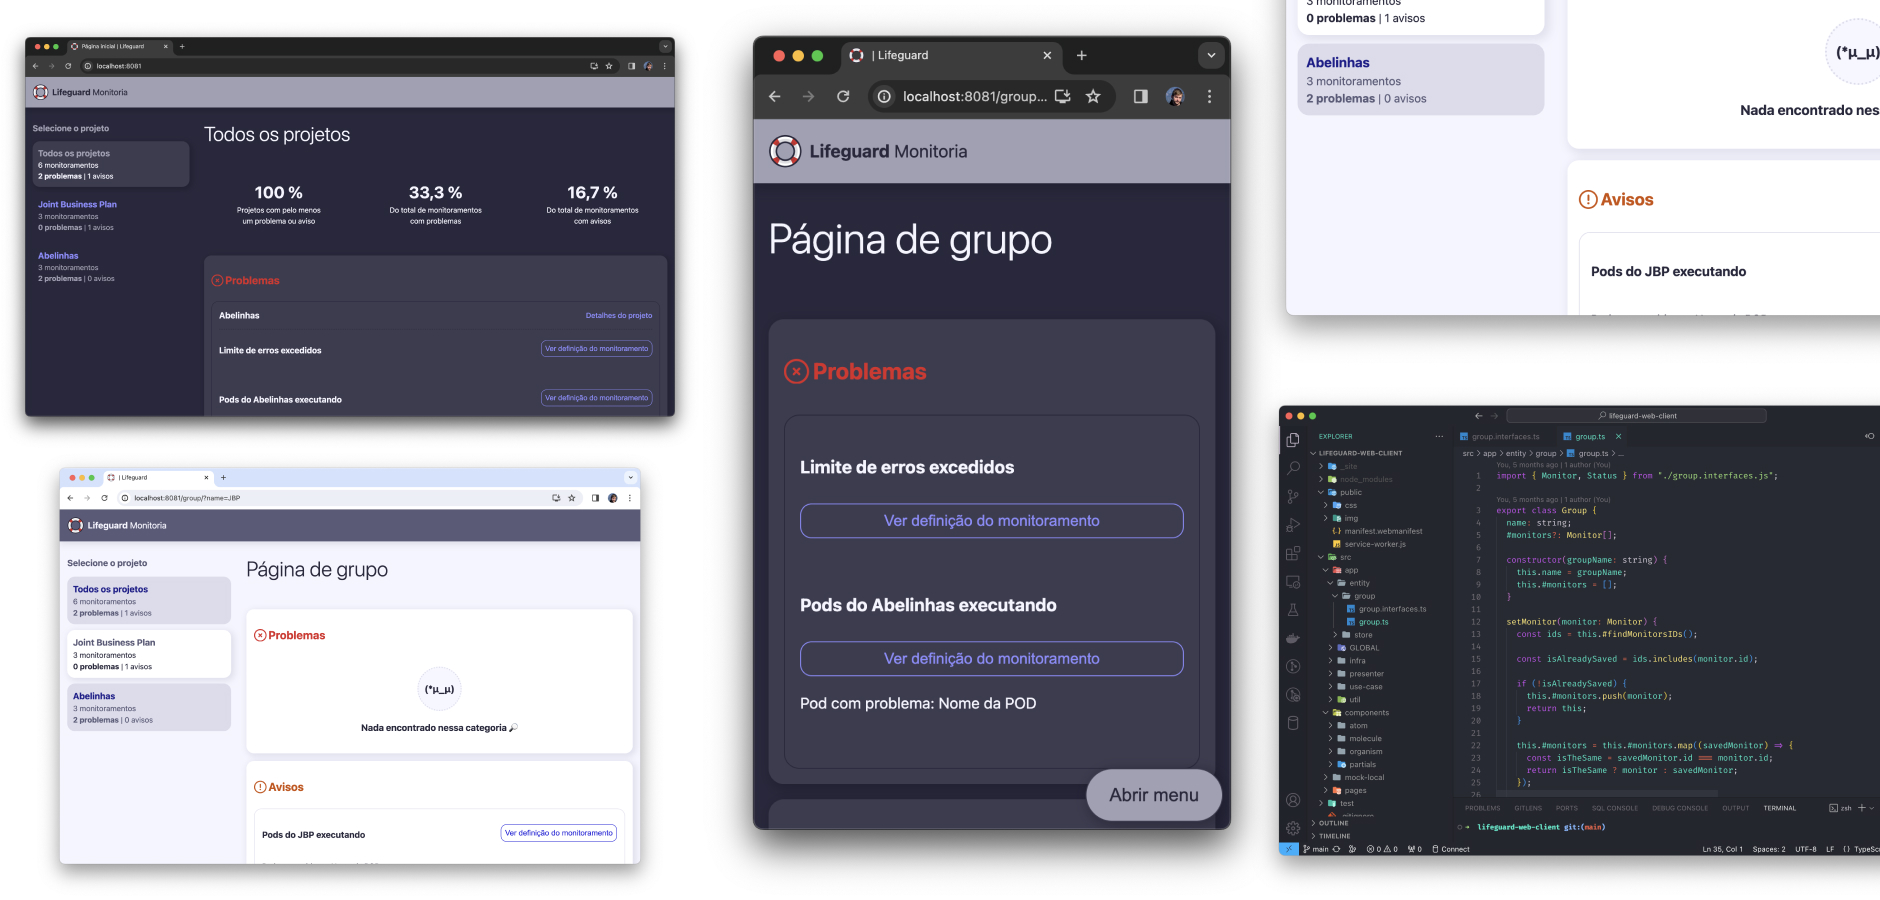 Página inicial | Lifeguard
localhost:8081
Lifeguard Monitoria
Selecione o projeto
Todos os projetos
6 monitoramentos
2 problemas | 1 avisos
Joint Business Plan
3 monitoramentos
0 problemas | 1 avisos
Abelinhas
3 monitoramentos
2 problemas | 0 avisos
Todos os projetos
100 %
Projetos com pelo menos
um problema ou aviso
33,3 %
Do total de monitoramentos
com problemas
16,7 %
Do total de monitoramentos
com avisos
Problemas
Abelinhas
Detalhes do projeto
Limite de erros excedidos
Ver definição do monitoramento
Pods do Abelinhas executando
Ver definição do monitoramento
| Lifeguard
localhost:8081/group/?name=JBP
Lifeguard Monitoria
Selecione o projeto
Todos os projetos
6 monitoramentos
2 problemas | 1 avisos
Joint Business Plan
3 monitoramentos
0 problemas | 1 avisos
Abelinhas
3 monitoramentos
2 problemas | 0 avisos
Página de grupo
Problemas
(*μ_μ)
Nada encontrado nessa categoria
Avisos
Pods do JBP executando
Ver definição do monitoramento
| Lifeguard
localhost:8081/group...
Lifeguard Monitoria
Página de grupo
Problemas
Limite de erros excedidos
Ver definição do monitoramento
Pods do Abelinhas executando
Ver definição do monitoramento
Pod com problema: Nome da POD
Abrir menu
3 monitoramentos
0 problemas | 1 avisos
Abelinhas
3 monitoramentos
2 problemas | 0 avisos
(*μ_μ)
Nada encontrado nes
Avisos
Pods do JBP executando
lifeguard-web-client
EXPLORER
LIFEGUARD-WEB-CLIENT
_site
node_modules
public
css
img
manifest.webmanifest
service-worker.js
src
app
entity
group
group.interfaces.ts
group.ts
store
GLOBAL
infra
presenter
use-case
util
components
atom
molecule
organism
partials
mock-local
pages
test
.gitignore
OUTLINE
TIMELINE
group.interfaces.ts
group.ts
src > app > entity > group > group.ts > ...
You, 5 months ago | 1 author (You)
1 import { Monitor, Status } from "./group.interfaces.js";
2
You, 5 months ago | 1 author (You)
3 export class Group {
4 name: string;
5 #monitors?: Monitor[];
6
7 constructor(groupName: string) {
8 this.name = groupName;
9 this.#monitors = [];
10 }
11
12 setMonitor(monitor: Monitor) {
13 const ids = this.#findMonitorsIDs();
14
15 const isAlreadySaved = ids.includes(monitor.id);
16
17 if (!isAlreadySaved) {
18 this.#monitors.push(monitor);
19 return this;
20 }
21
22 this.#monitors = this.#monitors.map((savedMonitor) => {
23 const isTheSame = savedMonitor.id === monitor.id;
24 return isTheSame ? monitor : savedMonitor;
25 });
26
PROBLEMS GITLENS PORTS SQL CONSOLE DEBUG CONSOLE OUTPUT TERMINAL zsh
lifeguard-web-client git:(main)
main 0 0 0 Connect
Ln 35, Col 1 Spaces: 2 UTF-8 LF {} TypeSc